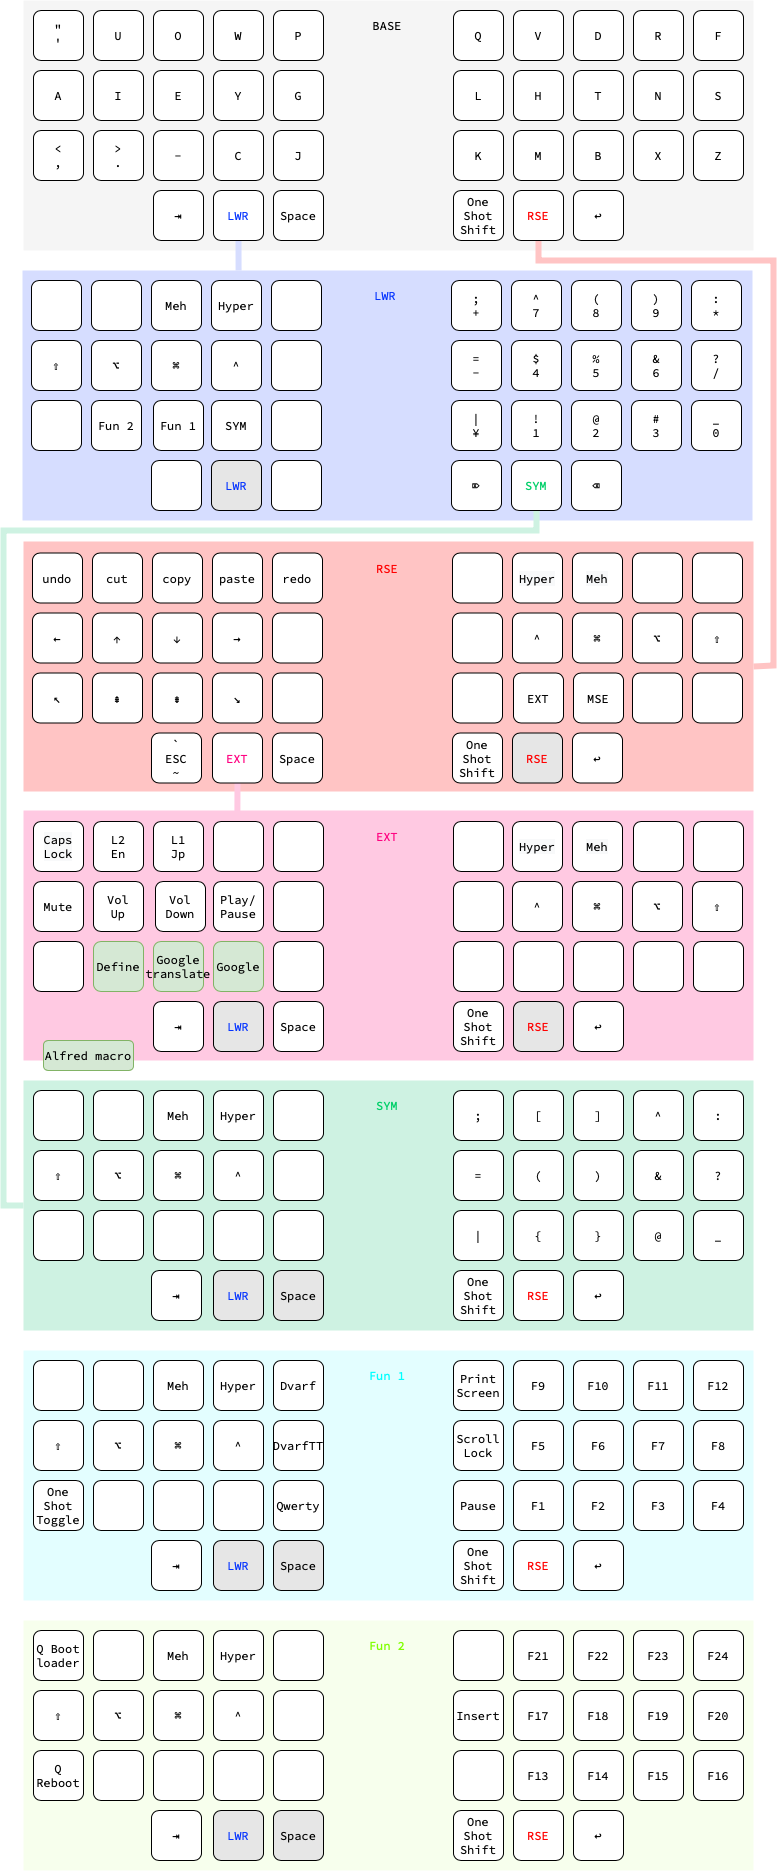 BASE
" U O W P Q V D R F
'
A I E Y G L H T N S
< > - C J K M B X Z
, .
⇥ LWR Space One Shot Shift RSE ↩
LWR
Meh Hyper ; ^ ( ) :
+ 7 8 9 *
⇧ ⌥ ⌘ ^ = $ % & ?
- 4 5 6 /
Fun 2 Fun 1 SYM | ! @ # _
¥ 1 2 3 0
LWR ⌦ SYM ⌫
RSE
undo cut copy paste redo Hyper Meh
← ↑ ↓ → ^ ⌘ ⌥ ⇧
↖ ⇞ ⇟ ↘ EXT MSE
` ESC ~ EXT Space One Shot Shift RSE ↩
EXT
Caps Lock L2 En L1 Jp Hyper Meh
Mute Vol Up Vol Down Play/ Pause ^ ⌘ ⌥ ⇧
Define Google translate Google
⇥ LWR Space One Shot Shift RSE ↩
Alfred macro
SYM
Meh Hyper ; [ ] ^ :
⇧ ⌥ ⌘ ^ = ( ) & ?
| { } @ _
⇥ LWR Space One Shot Shift RSE ↩
Fun 1
Meh Hyper Dvarf Print Screen F9 F10 F11 F12
⇧ ⌥ ⌘ ^ DvarfTT Scroll Lock F5 F6 F7 F8
One Shot Toggle Qwerty Pause F1 F2 F3 F4
⇥ LWR Space One Shot Shift RSE ↩
Fun 2
Q Boot loader Meh Hyper F21 F22 F23 F24
⇧ ⌥ ⌘ ^ Insert F17 F18 F19 F20
Q Reboot F13 F14 F15 F16
⇥ LWR Space One Shot Shift RSE ↩